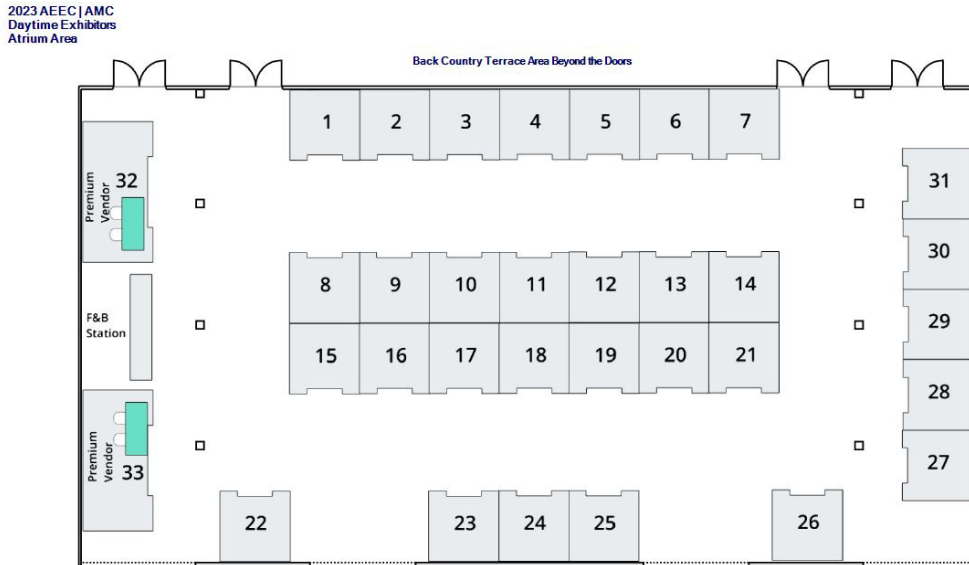 2023 AEEC | AMC
Daytime Exhibitors
Atrium Area
Back Country Terrace Area Beyond the Doors
1 2 3 4 5 6 7
32
Premium
Vendor
31
30
8 9 10 11 12 13 14
F&B
Station
29
15 16 17 18 19 20 21
28
Premium
Vendor
33
27
22 23 24 25 26